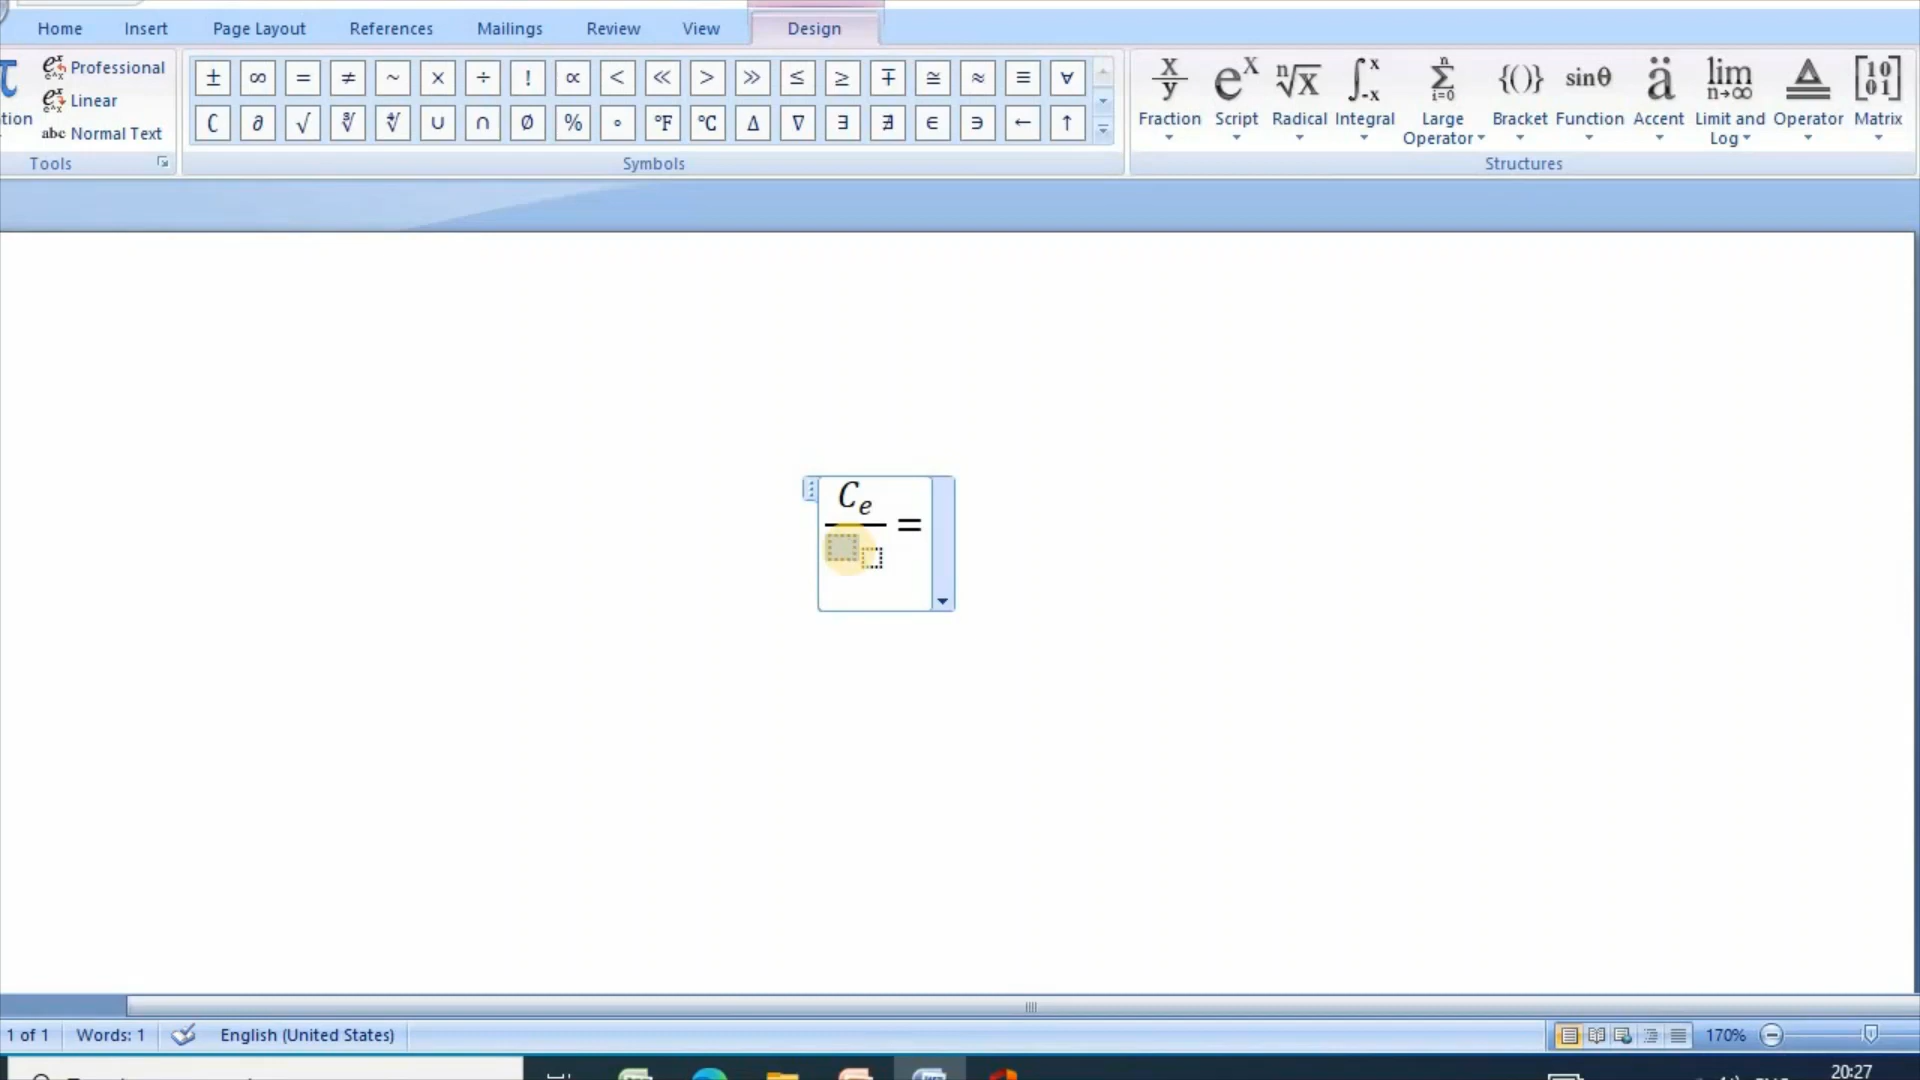 Home Insert Page Layout References Mailings Review View Design
Professional
Linear
abc Normal Text
tion
Tools
± ∞ = ≠ ~ × ÷ ! ∝ < ≪ > ≫ ≤ ≥ ∓ ≅ ≈ ≡ ∀
∁ ∂ √ ∛ ∜ ∪ ∩ ∅ % ° °F °C ∆ ∇ ∃ ∄ ∈ ∋ ← ↑
Symbols
Fraction Script Radical Integral Large Operator Bracket Function Accent Limit and Log Operator Matrix
Structures
Cₑ
=
1 of 1 Words: 1 English (United States) 170%
20:27